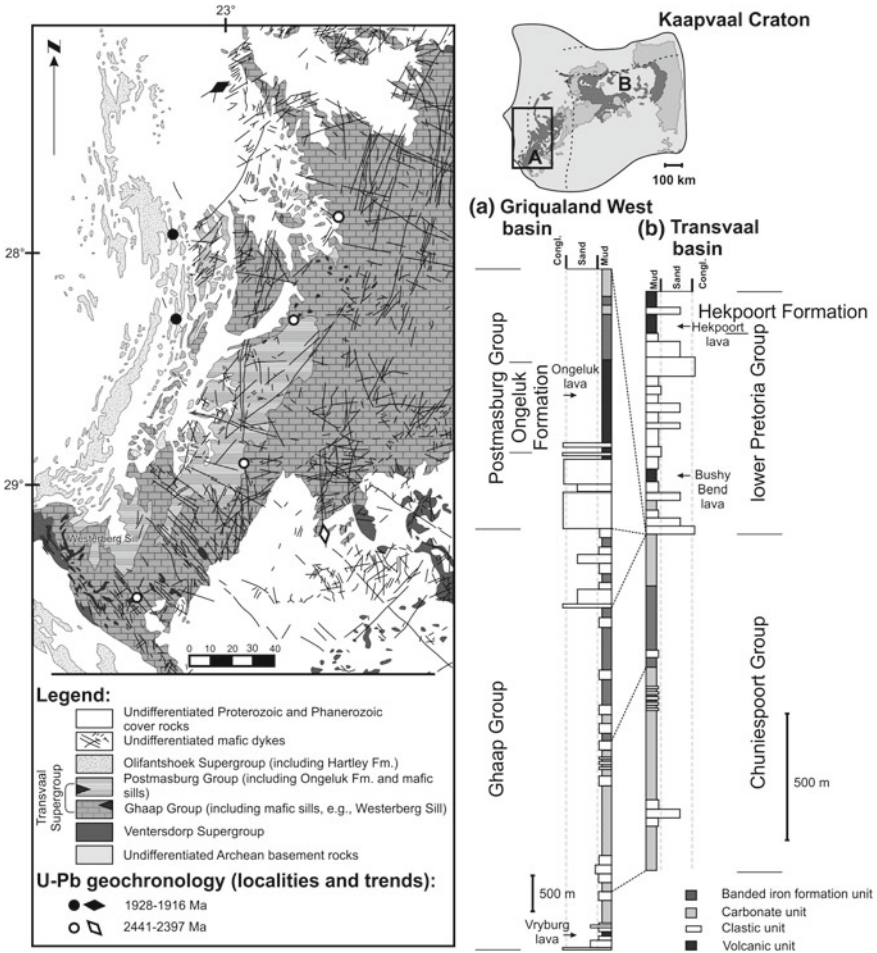 23°
N
28°
29°
Westerberg Sill
0 10 20 30 40
Legend:
Undifferentiated Proterozoic and Phanerozoic
cover rocks
Undifferentiated mafic dykes
Olifantshoek Supergroup (including Hartley Fm.)
Transvaal
Supergroup
Postmasburg Group (including Ongeluk Fm. and mafic
sills)
Ghaap Group (including mafic sills, e.g., Westerberg Sill)
Ventersdorp Supergroup
Undifferentiated Archean basement rocks
U-Pb geochronology (localities and trends):
1928-1916 Ma
2441-2397 Ma
Kaapvaal Craton
A
B
100 km
(a) Griqualand West
basin
Congl.
Sand
Mud
Postmasburg Group
Ongeluk
Formation
Ongeluk
lava
Ghaap Group
500 m
Vryburg
lava
(b) Transvaal
basin
Mud
Sand
Congl.
Hekpoort Formation
Hekpoort
lava
lower Pretoria Group
Bushy
Bend
lava
Chuniespoort Group
500 m
Banded iron formation unit
Carbonate unit
Clastic unit
Volcanic unit